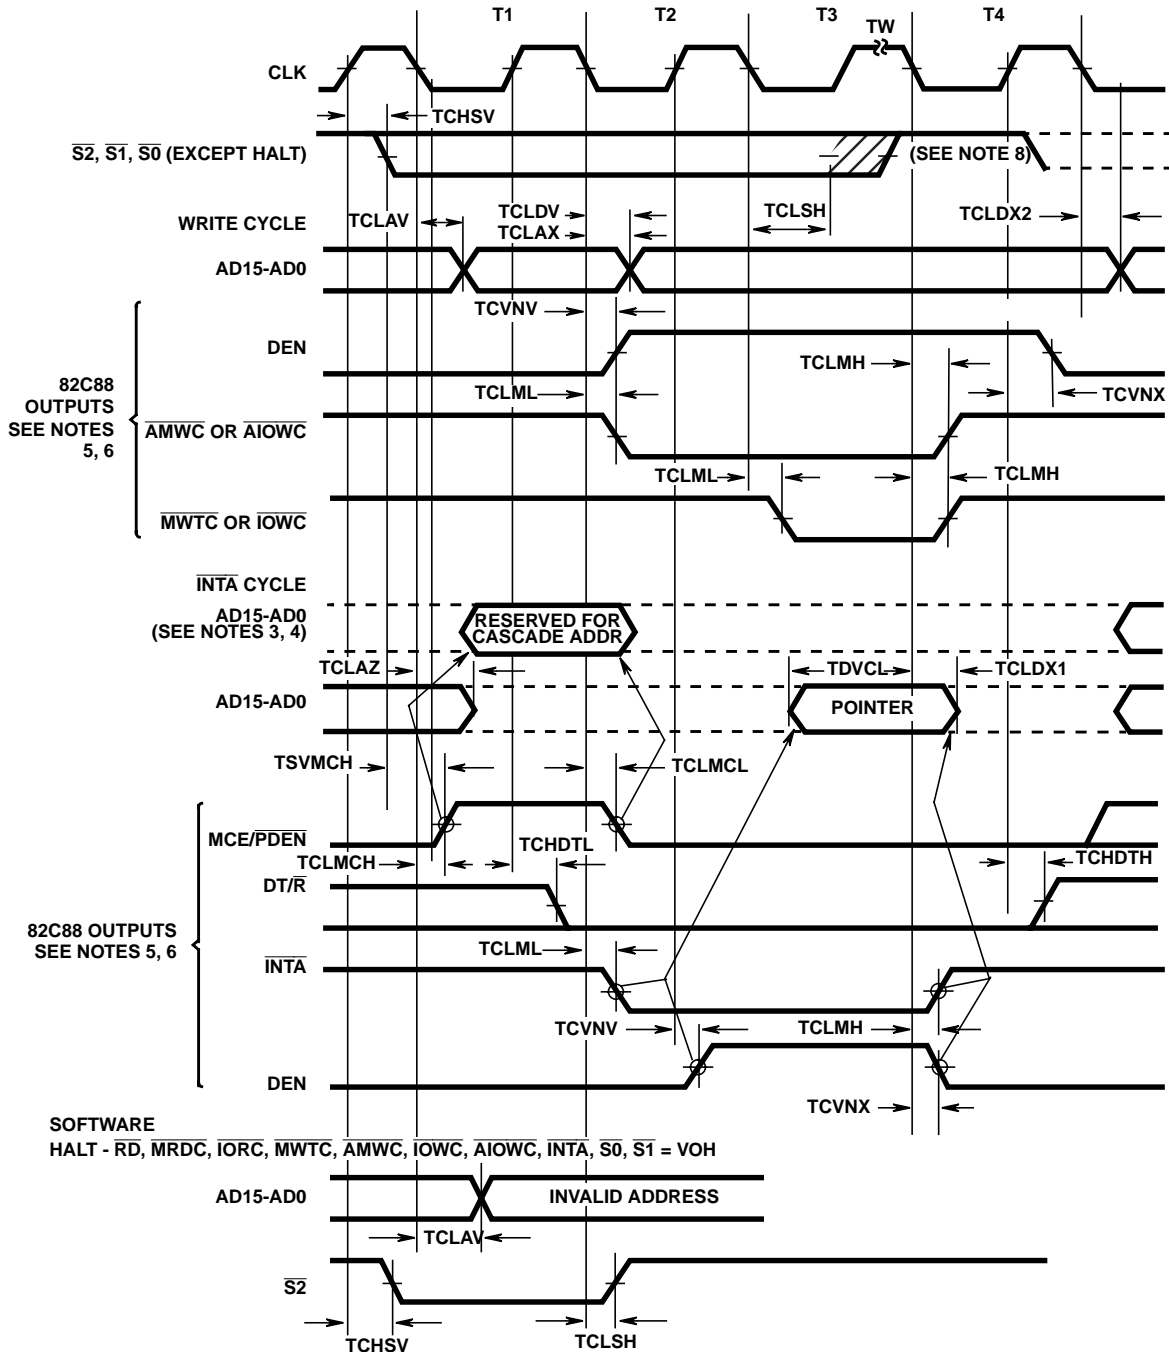 T1 T2 T3 T4
TW
CLK
TCHSV
S2, S1, S0 (EXCEPT HALT)
(SEE NOTE 8)
WRITE CYCLE
TCLAV
TCLDV
TCLAX
TCLSH
TCLDX2
AD15-AD0
TCVNV
DEN
TCLMH
TCVNX
82C88
OUTPUTS
SEE NOTES
5, 6
TCLML
AMWC OR AIOWC
TCLML
TCLMH
MWTC OR IOWC
INTA CYCLE
AD15-AD0
(SEE NOTES 3, 4)
RESERVED FOR
CASCADE ADDR
TCLAZ
TDVCL
TCLDX1
AD15-AD0
POINTER
TSVMCH
TCLMCL
MCE/PDEN
TCLMCH
TCHDTL
TCHDTH
DT/R
82C88 OUTPUTS
SEE NOTES 5, 6
TCLML
INTA
TCVNV
TCLMH
DEN
TCVNX
SOFTWARE
HALT - RD, MRDC, IORC, MWTC, AMWC, IOWC, AIOWC, INTA, S0, S1 = VOH
AD15-AD0
INVALID ADDRESS
TCLAV
S2
TCHSV
TCLSH